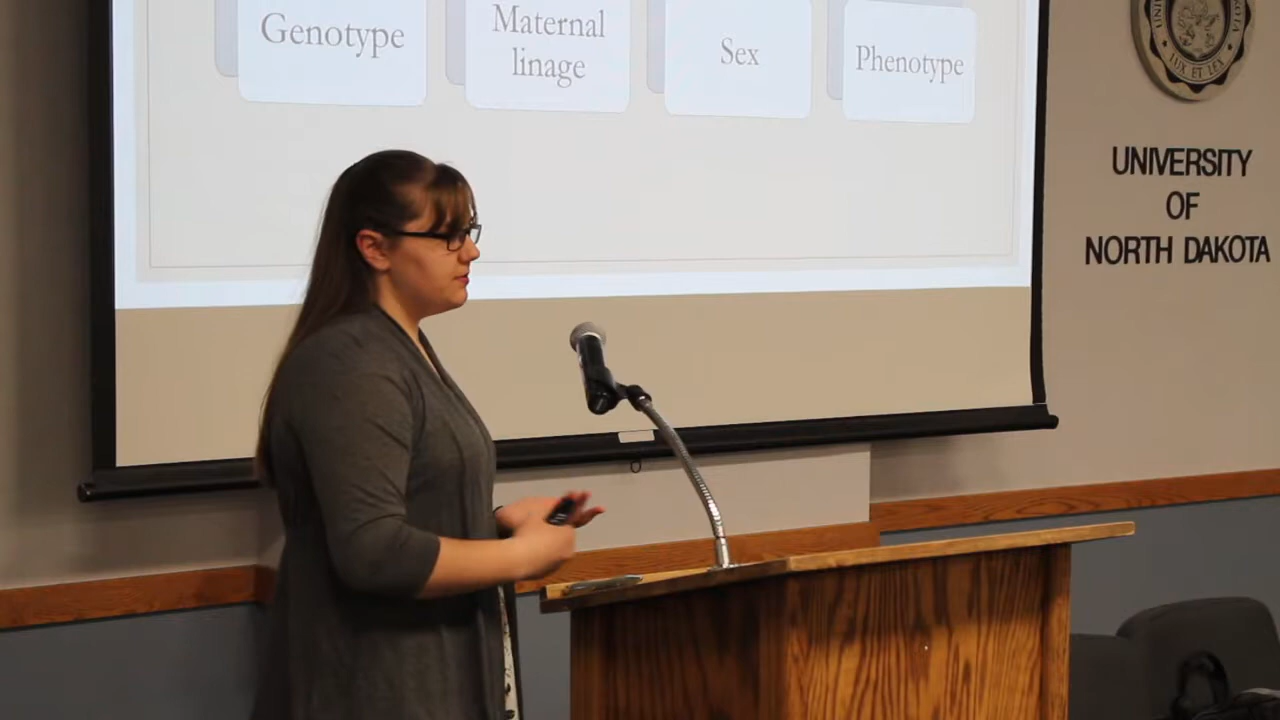 Genotype
Maternal
linage
Sex
Phenotype
LUX ET LEX
UNIVERSITY
OF
NORTH DAKOTA